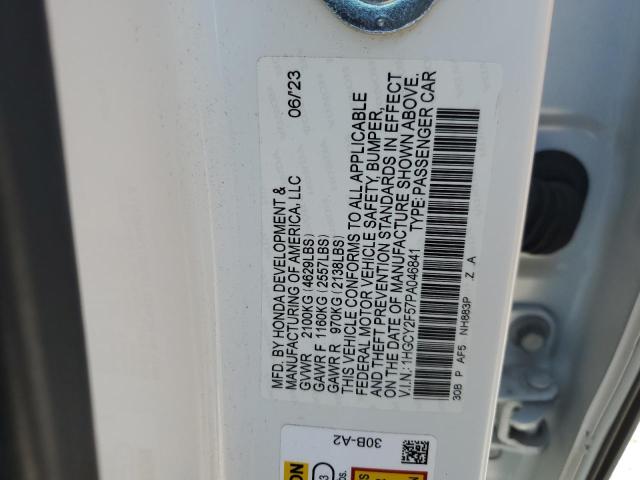 MFD. BY HONDA DEVELOPMENT & 06/'23
MANUFACTURING OF AMERICA, LLC
GVWR 2100KG (4629LBS)
GAWR F 1160KG (2557LBS)
GAWR R 970KG (2138LBS)
THIS VEHICLE CONFORMS TO ALL APPLICABLE
FEDERAL MOTOR VEHICLE SAFETY, BUMPER,
AND THEFT PREVENTION STANDARDS IN EFFECT
ON THE DATE OF MANUFACTURE SHOWN ABOVE.
V.I.N.: 1HGCY2F57PA046841 TYPE: PASSENGER CAR
30B P AF5 NH883P Z A
30B-A2